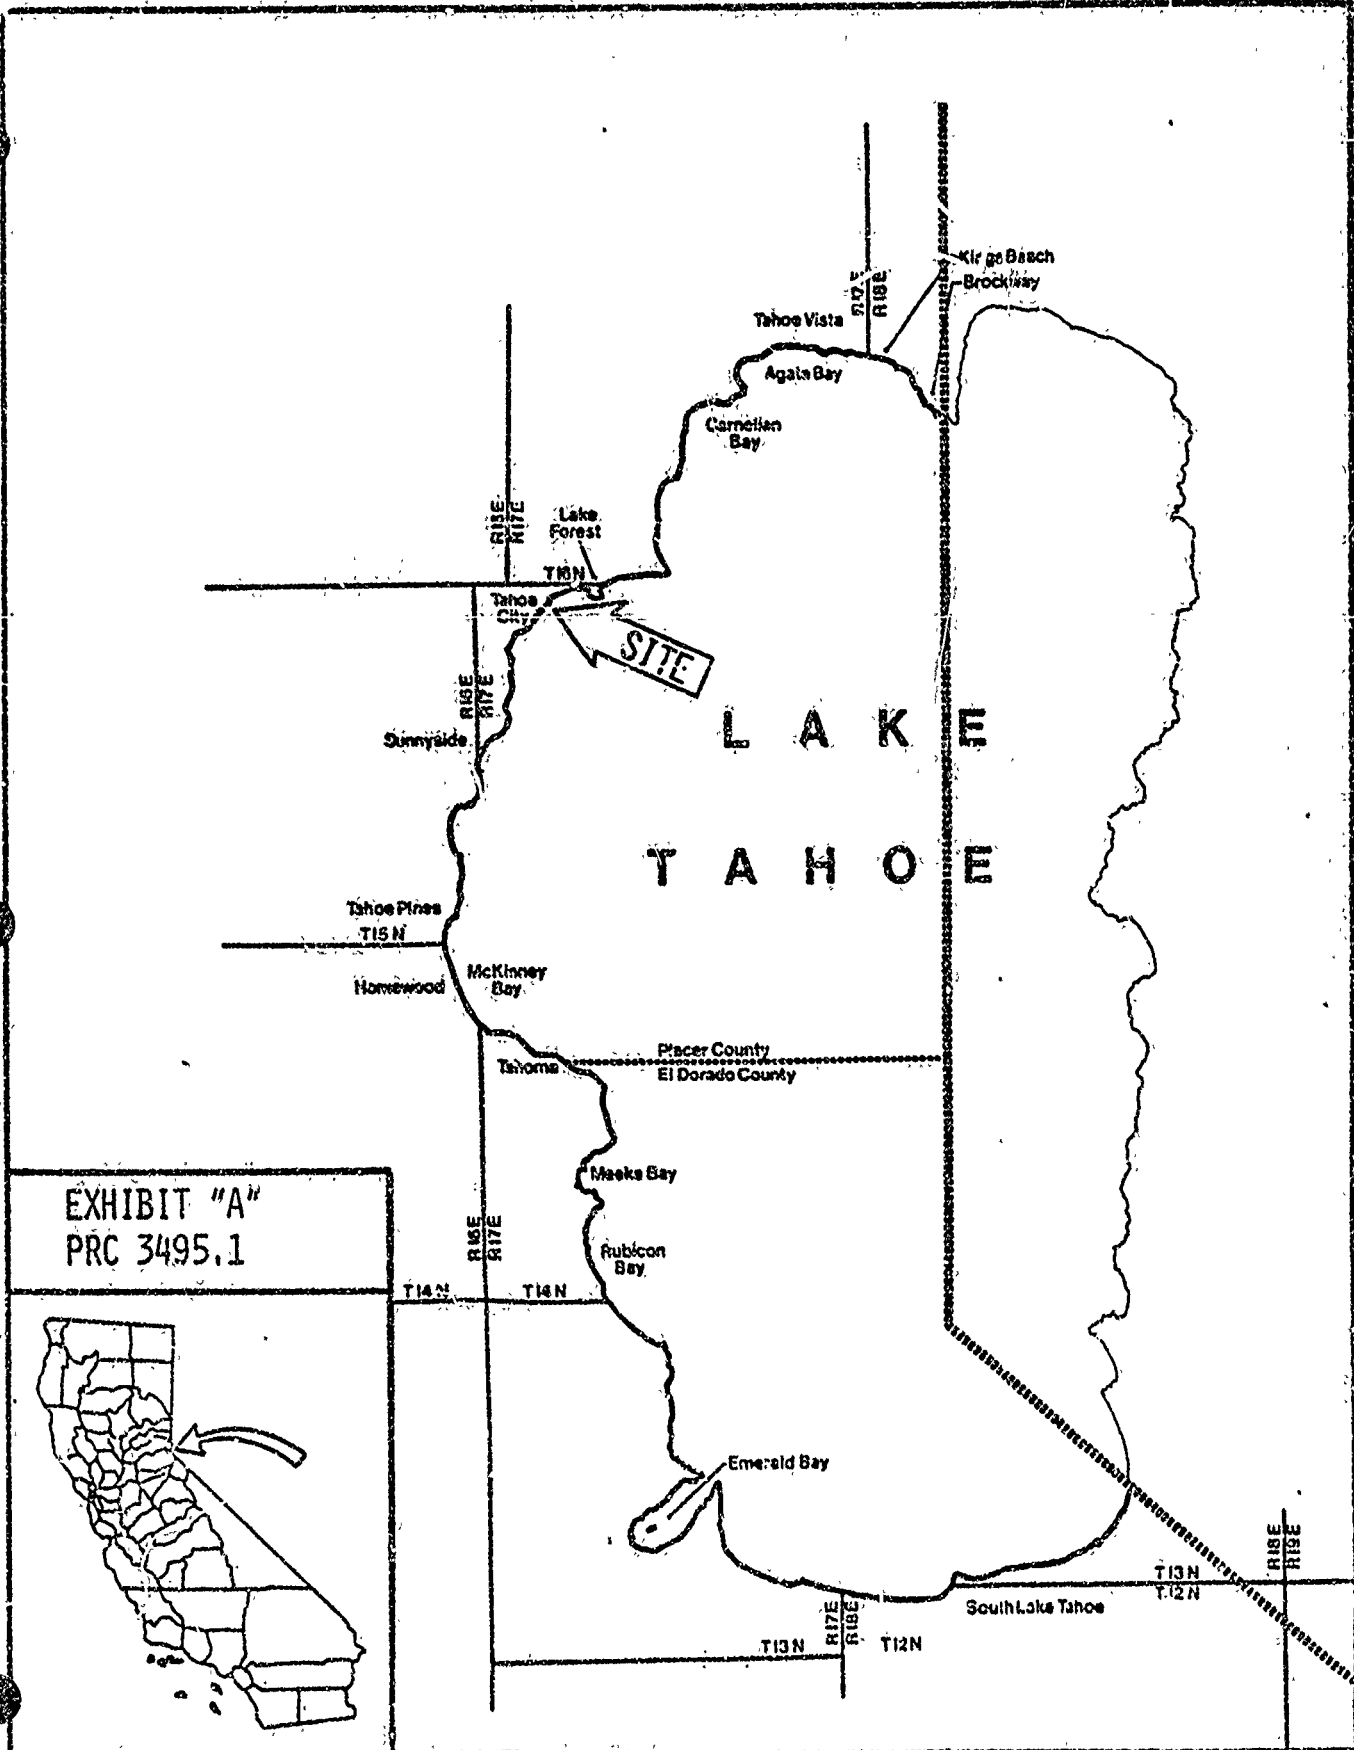 Kings Beach
Brockway
R17E
R18E
Tahoe Vista
Agate Bay
Carnelian
Bay
R16E
R17E
Lake
Forest
T16N
Tahoe
City
SITE
R16E
R17E
LAKE
Sunnyside
TAHOE
Tahoe Pines
T15N
McKinney
Bay
Homewood
Placer County
Tahoma
El Dorado County
Meeks Bay
EXHIBIT "A"
PRC 3495.1
R16E
R17E
Rubicon
Bay
T14N
T14N
Emerald Bay
R18E
R19E
T13N
T12N
South Lake Tahoe
R17E
R18E
T13N
T12N